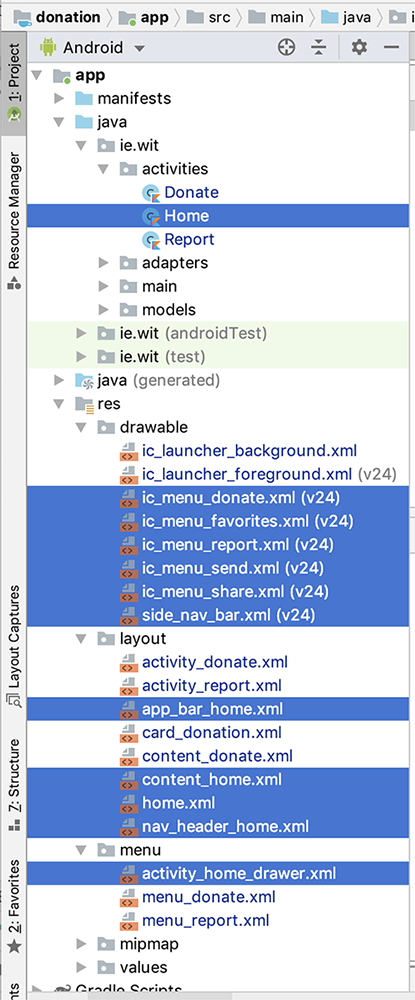 donation app src main java Home
Android
1: Project
app
manifests
java
ie.wit
activities
Donate
Resource Manager
Home
Report
adapters
main
models
ie.wit (androidTest)
ie.wit (test)
java (generated)
res
drawable
ic_launcher_background.xml
ic_launcher_foreground.xml (v24)
ic_menu_donate.xml (v24)
ic_menu_favorites.xml (v24)
ic_menu_report.xml (v24)
ic_menu_send.xml (v24)
ic_menu_share.xml (v24)
side_nav_bar.xml (v24)
Layout Captures
layout
activity_donate.xml
activity_report.xml
app_bar_home.xml
card_donation.xml
content_donate.xml
7: Structure
content_home.xml
home.xml
nav_header_home.xml
menu
activity_home_drawer.xml
2: Favorites
menu_donate.xml
menu_report.xml
mipmap
values
Gradle Scripts